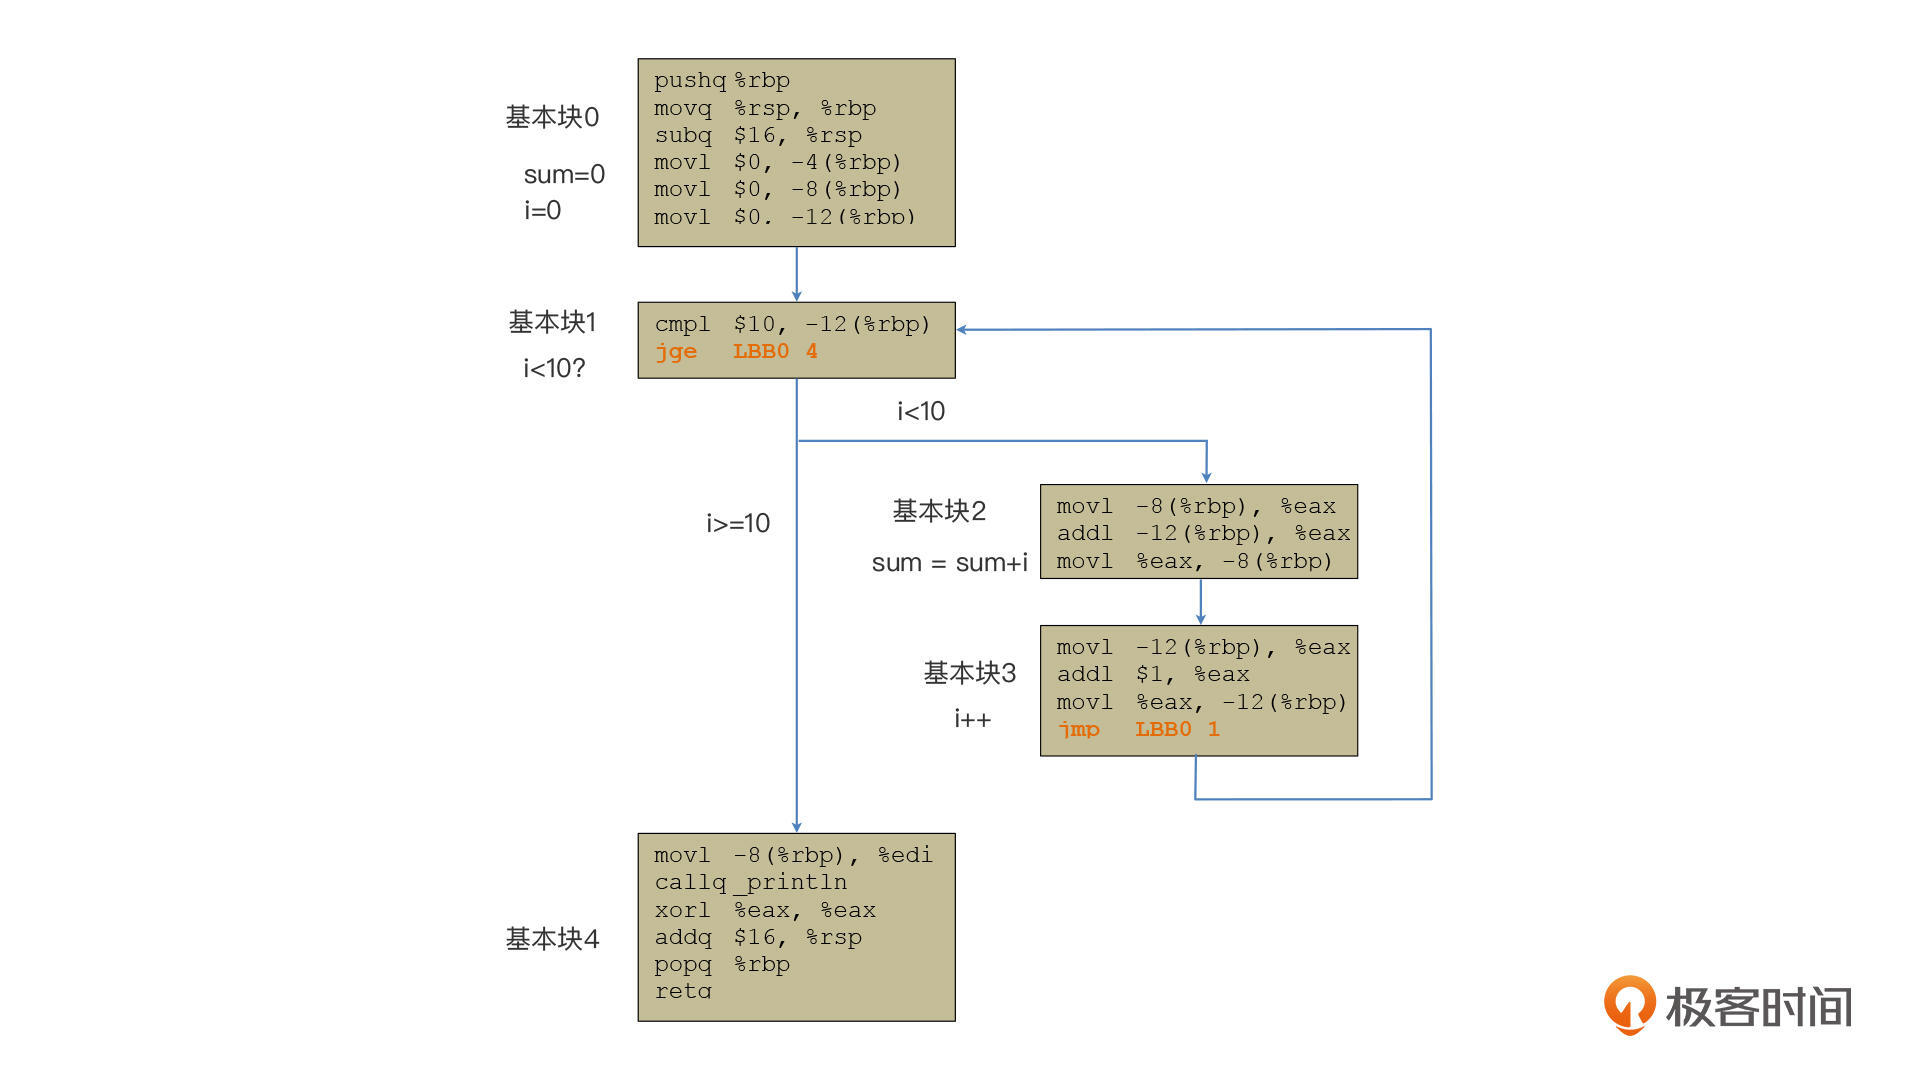 基本块0
sum=0
i=0
pushq %rbp
movq %rsp, %rbp
subq $16, %rsp
movl $0, -4(%rbp)
movl $0, -8(%rbp)
movl $0, -12(%rbp)
基本块1
i<10?
cmpl $10, -12(%rbp)
jge LBB0 4
i<10
i>=10
基本块2
sum = sum+i
movl -8(%rbp), %eax
addl -12(%rbp), %eax
movl %eax, -8(%rbp)
基本块3
i++
movl -12(%rbp), %eax
addl $1, %eax
movl %eax, -12(%rbp)
jmp LBB0 1
基本块4
movl -8(%rbp), %edi
callq _println
xorl %eax, %eax
addq $16, %rsp
popq %rbp
retq
极客时间